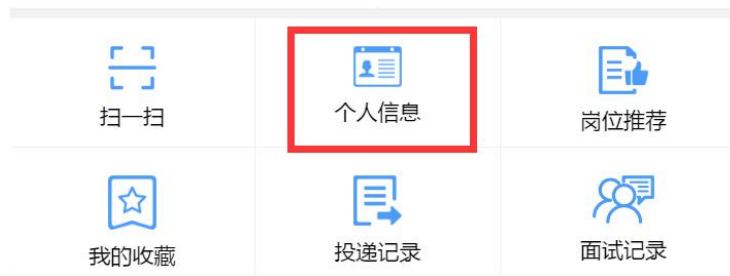 扫一扫
个人信息
岗位推荐
我的收藏
投递记录
面试记录